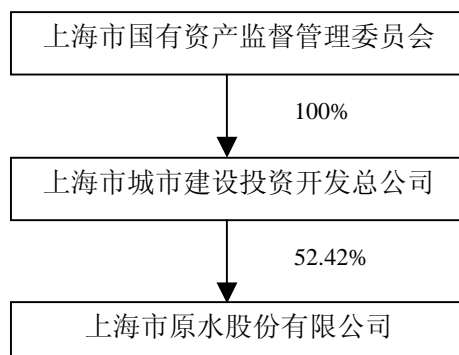 上海市国有资产监督管理委员会
100%
上海市城市建设投资开发总公司
52.42%
上海市原水股份有限公司